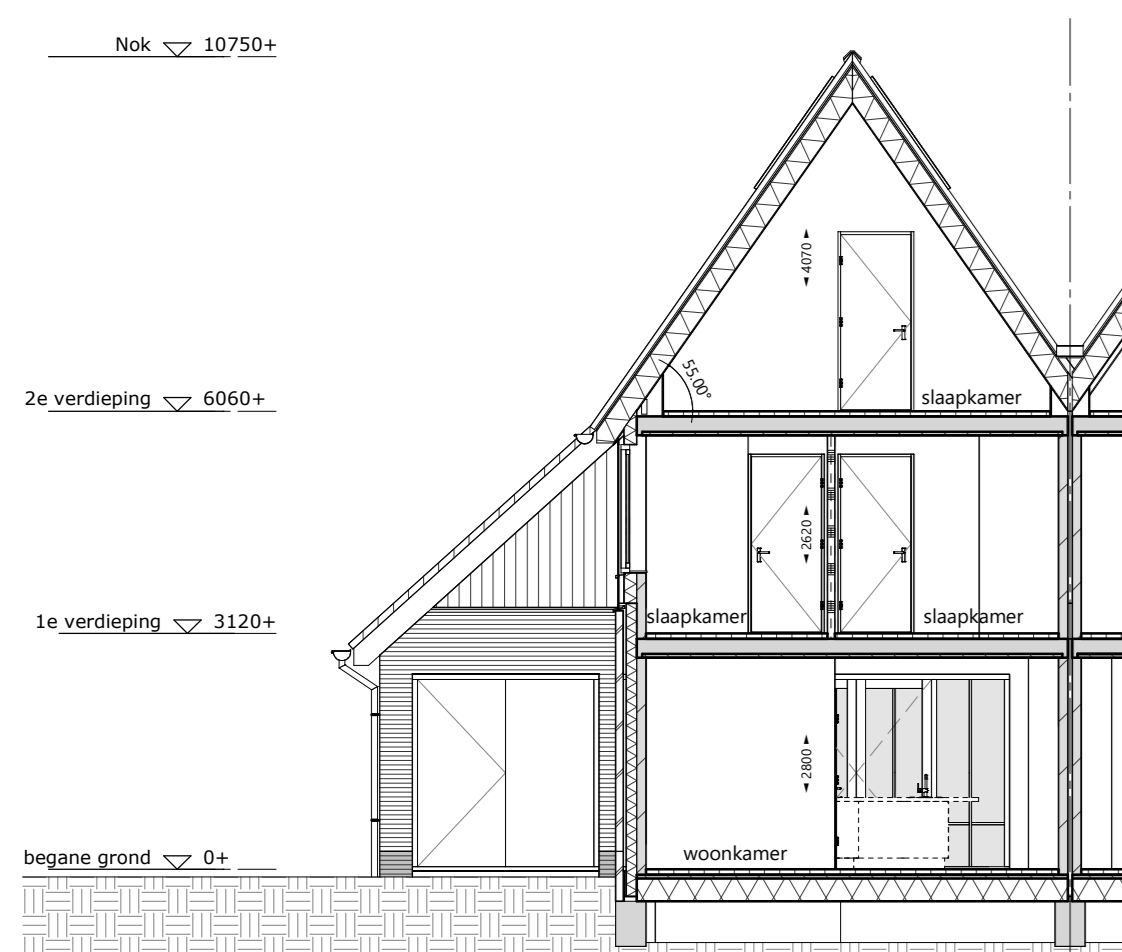 Nok 10750+
4070
55.00°
2e verdieping 6060+
slaapkamer
2620
1e verdieping 3120+
slaapkamer
slaapkamer
2800
begane grond 0+
woonkamer